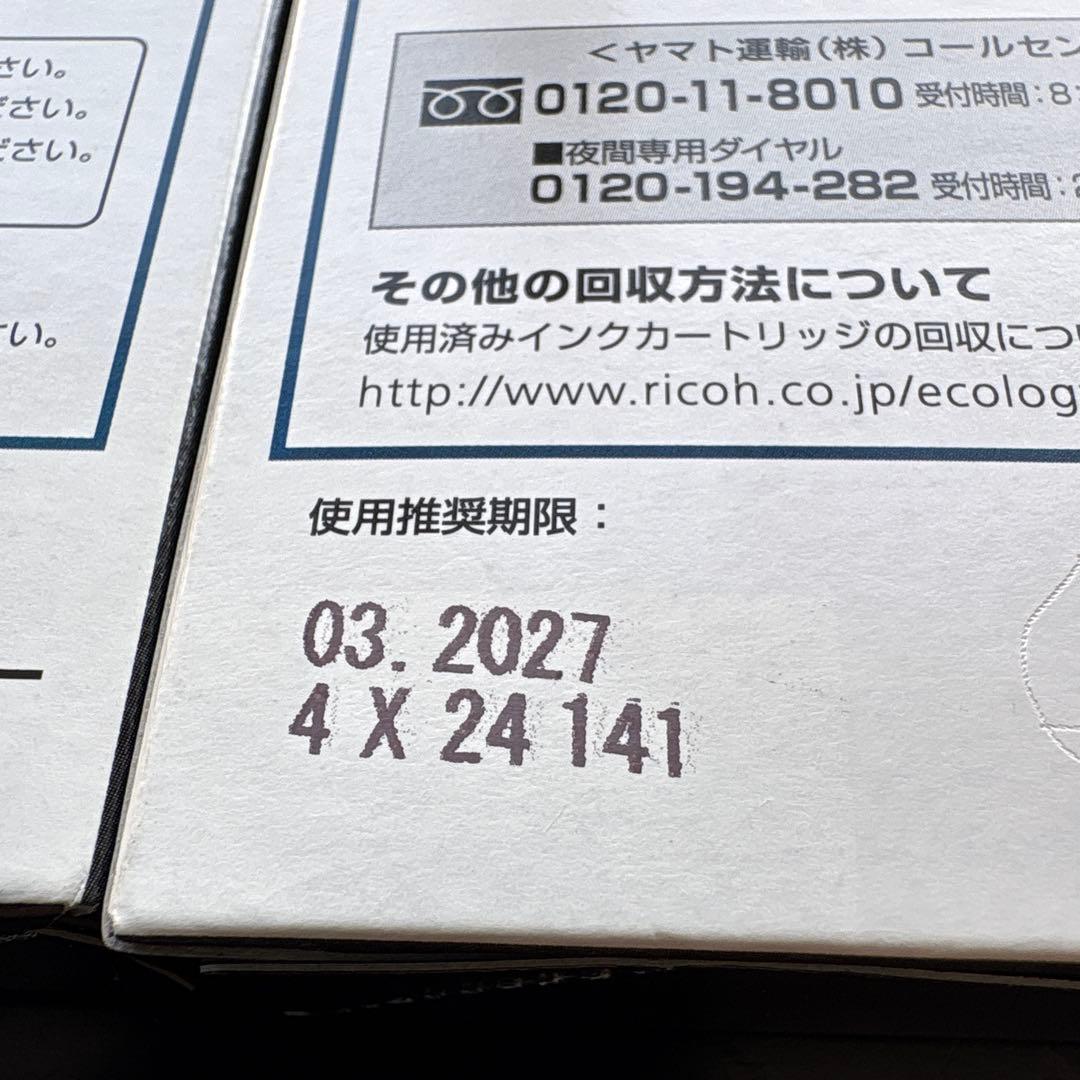 さい。
ださい。
ださい。
さい。
<ヤマト運輸(株) コールセン
0120-11-8010 受付時間:8
■夜間専用ダイヤル
0120-194-282 受付時間:2
その他の回収方法について
使用済みインクカートリッジの回収につい
http://www.ricoh.co.jp/ecolog
使用推奨期限:
03. 2027
4 X 24 141